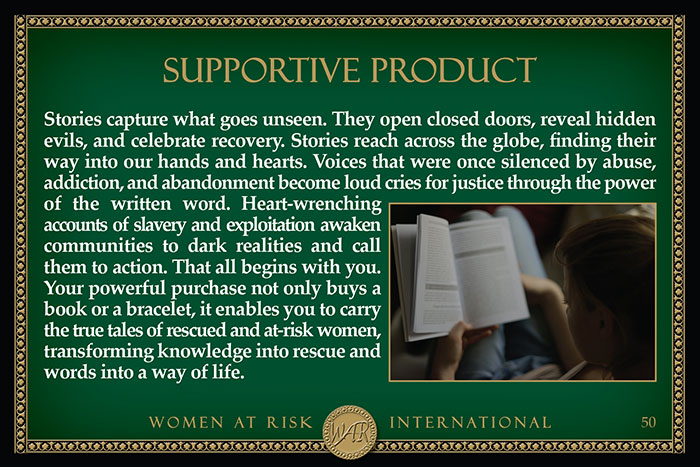 SUPPORTIVE PRODUCT
Stories capture what goes unseen. They open closed doors, reveal hidden
evils, and celebrate recovery. Stories reach across the globe, finding their
way into our hands and hearts. Voices that were once silenced by abuse,
addiction, and abandonment become loud cries for justice through the power
of the written word. Heart-wrenching
accounts of slavery and exploitation awaken
communities to dark realities and call
them to action. That all begins with you.
Your powerful purchase not only buys a
book or a bracelet, it enables you to carry
the true tales of rescued and at-risk women,
transforming knowledge into rescue and
words into a way of life.
WOMEN AT RISK WAR INTERNATIONAL 50